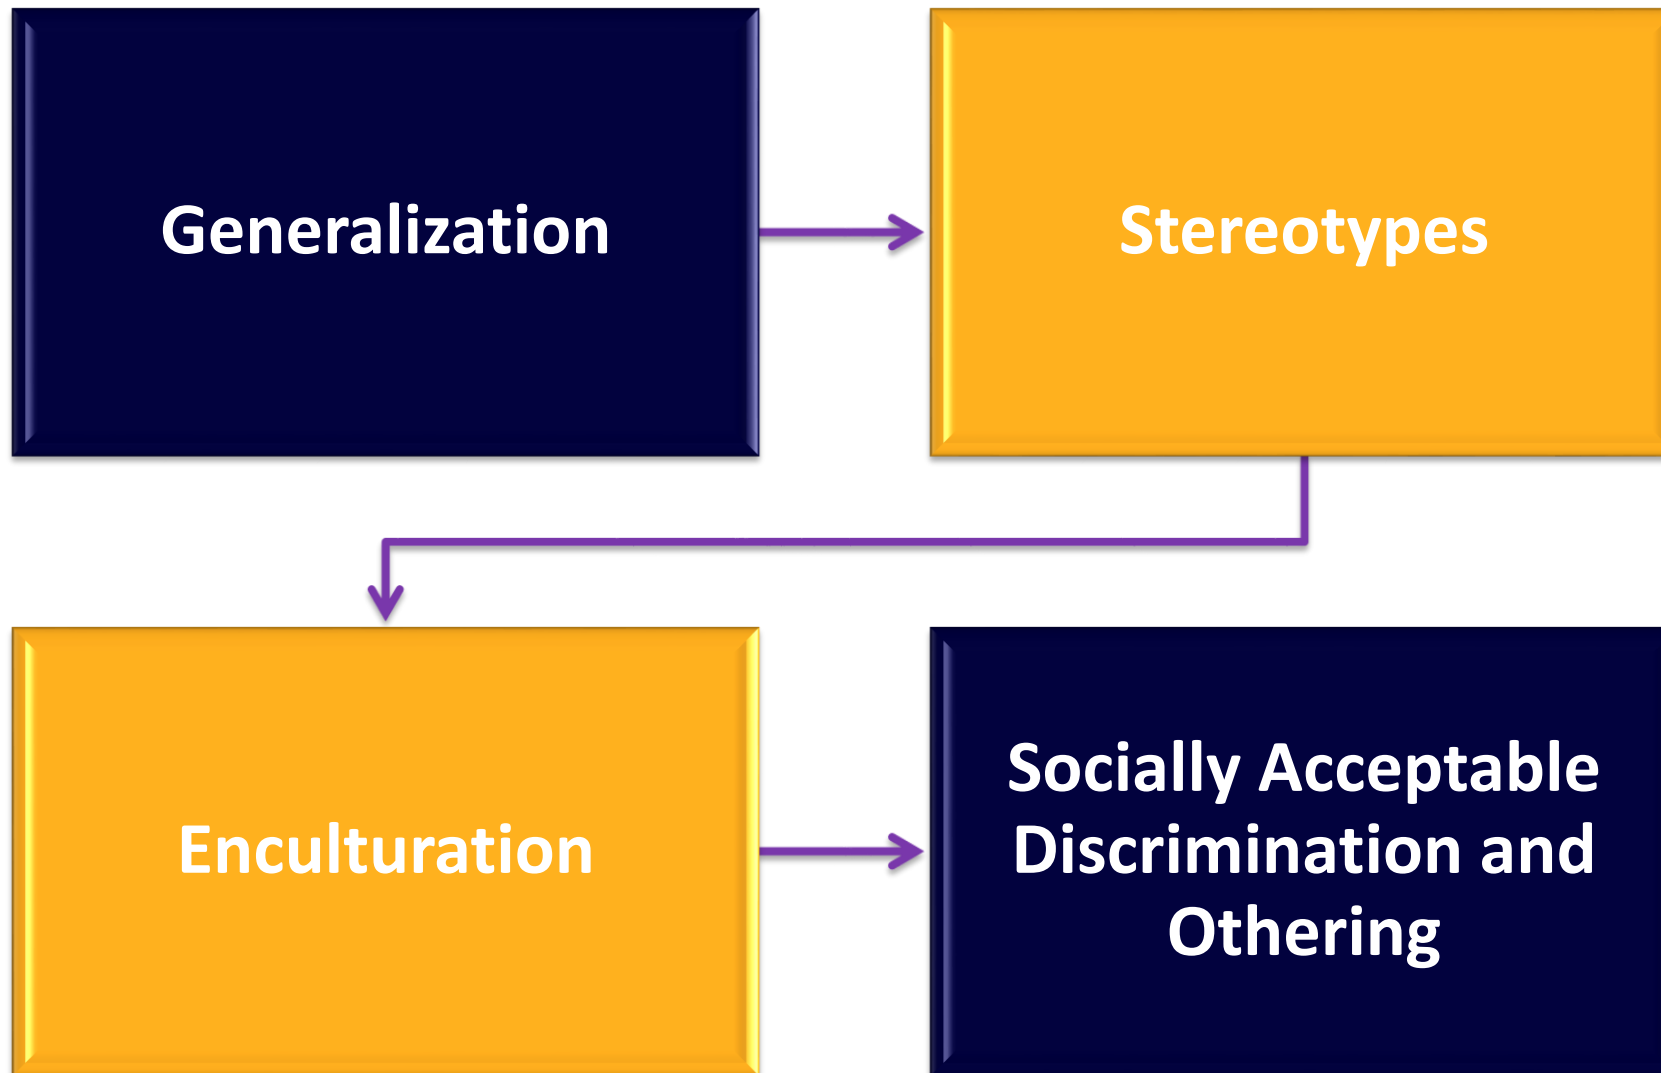 Generalization
Stereotypes
Enculturation
Socially Acceptable
Discrimination and
Othering